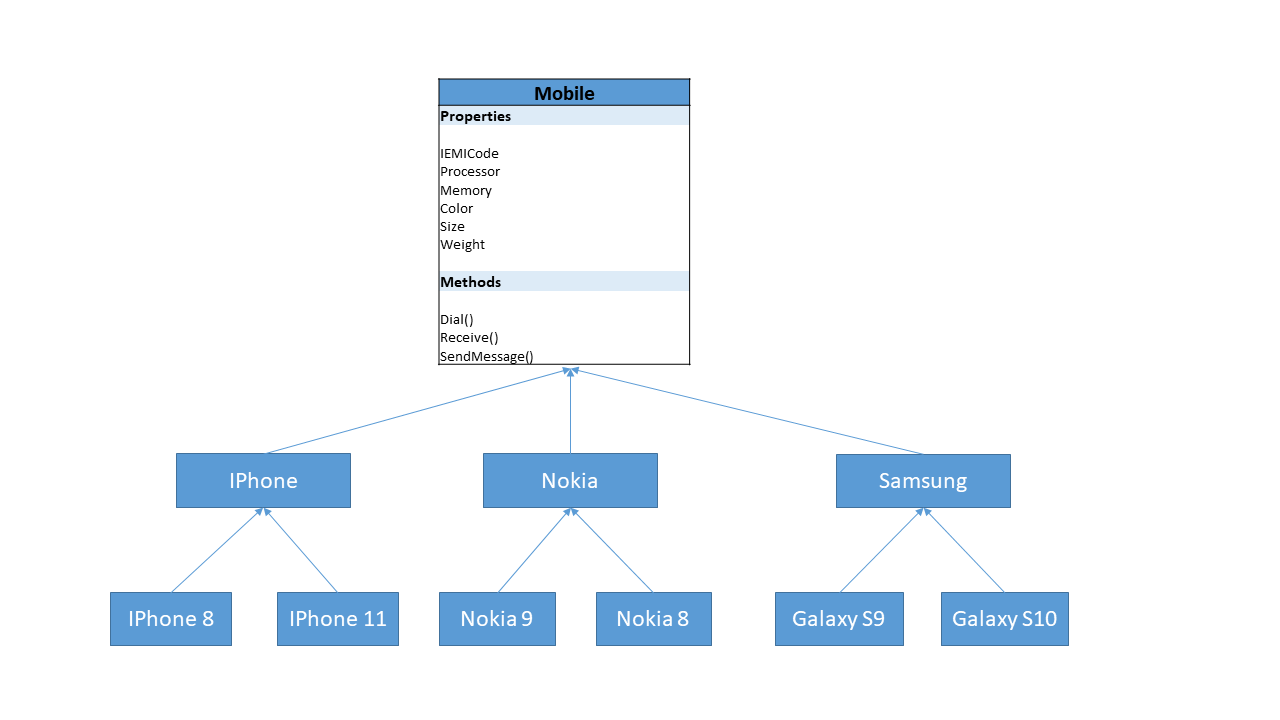 Mobile
Properties
IEMICode
Processor
Memory
Color
Size
Weight
Methods
Dial()
Receive()
SendMessage()
IPhone
Nokia
Samsung
IPhone 8
IPhone 11
Nokia 9
Nokia 8
Galaxy S9
Galaxy S10